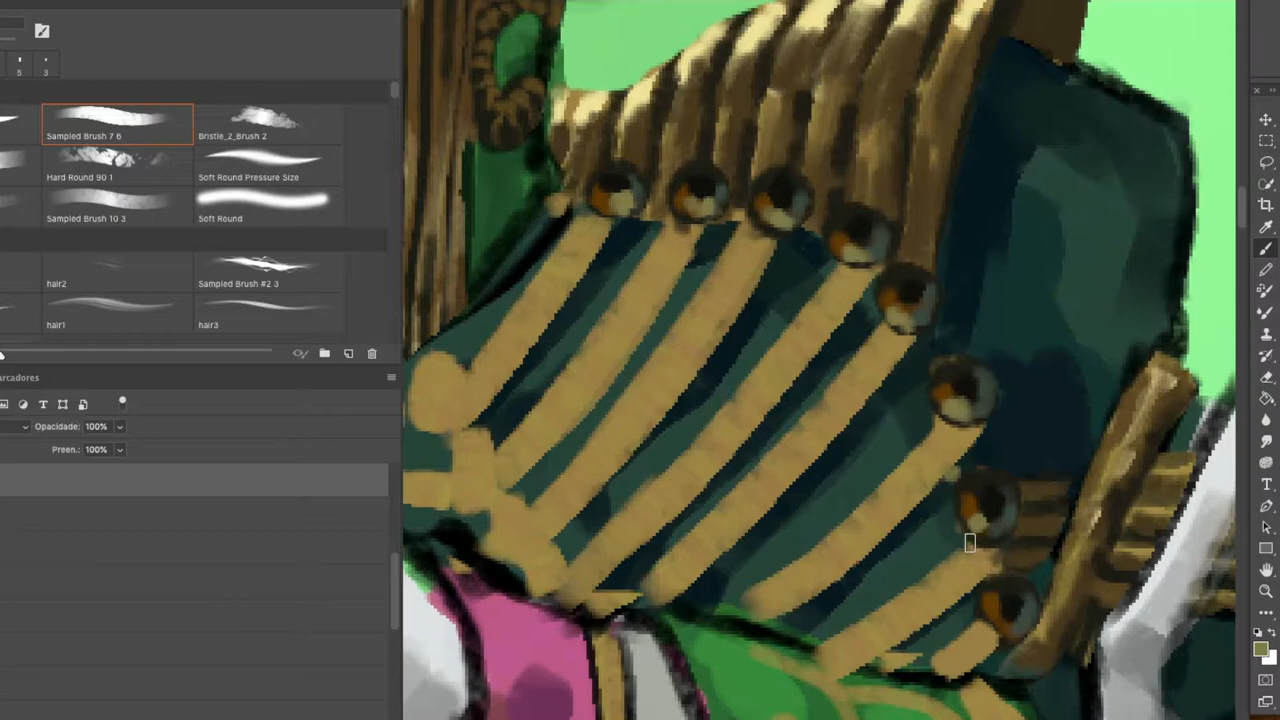 5 3
Sampled Brush 7 6 Bristle_2_Brush 2
Hard Round 90 1 Soft Round Pressure Size
Sampled Brush 10 3 Soft Round
hair2 Sampled Brush #2 3
hair1 hair3
arcadores
Opacidade: 100%
Preen.: 100%